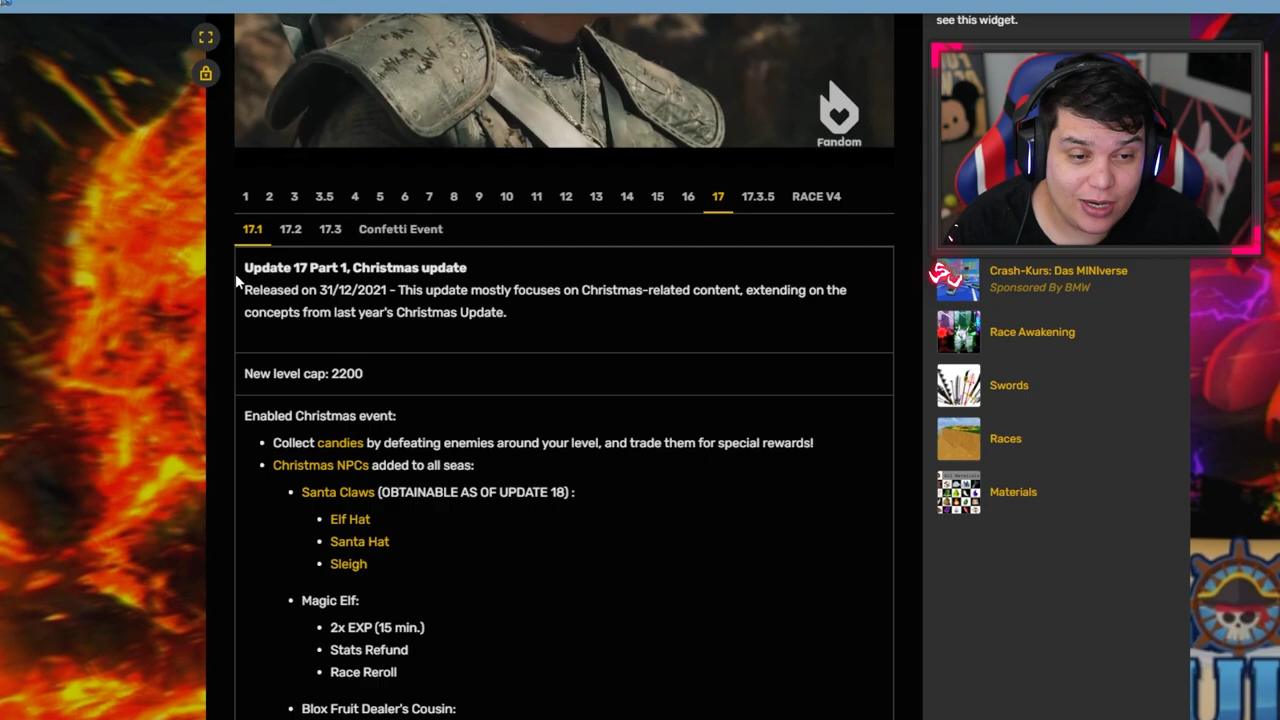 see this widget.
Fandom
1 2 3 3.5 4 5 6 7 8 9 10 11 12 13 14 15 16 17 17.3.5 RACE V4
17.1 17.2 17.3 Confetti Event
Update 17 Part 1, Christmas update
Released on 31/12/2021 - This update mostly focuses on Christmas-related content, extending on the
concepts from last year's Christmas Update.
New level cap: 2200
Enabled Christmas event:
• Collect candies by defeating enemies around your level, and trade them for special rewards!
• Christmas NPCs added to all seas:
• Santa Claws (OBTAINABLE AS OF UPDATE 18) :
• Elf Hat
• Santa Hat
• Sleigh
• Magic Elf:
• 2x EXP (15 min.)
• Stats Refund
• Race Reroll
• Blox Fruit Dealer's Cousin:
Crash-Kurs: Das MINIverse
Sponsored By BMW
Race Awakening
Swords
Races
Materials